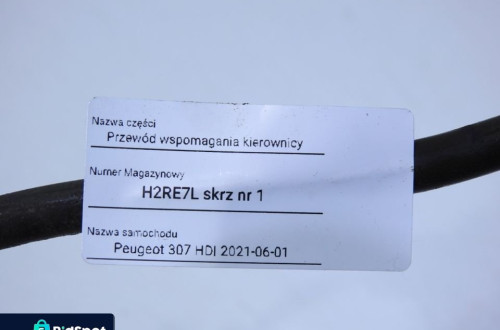 Nazwa części
Przewód wspomagania kierownicy
Numer Magazynowy
H2RE7L skrz nr 1
Nazwa samochodu
Peugeot 307 HDI 2021-06-01